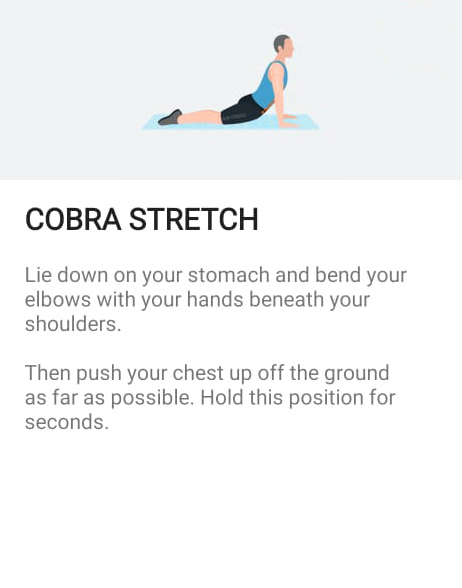 COBRA STRETCH
Lie down on your stomach and bend your
elbows with your hands beneath your
shoulders.
Then push your chest up off the ground
as far as possible. Hold this position for
seconds.